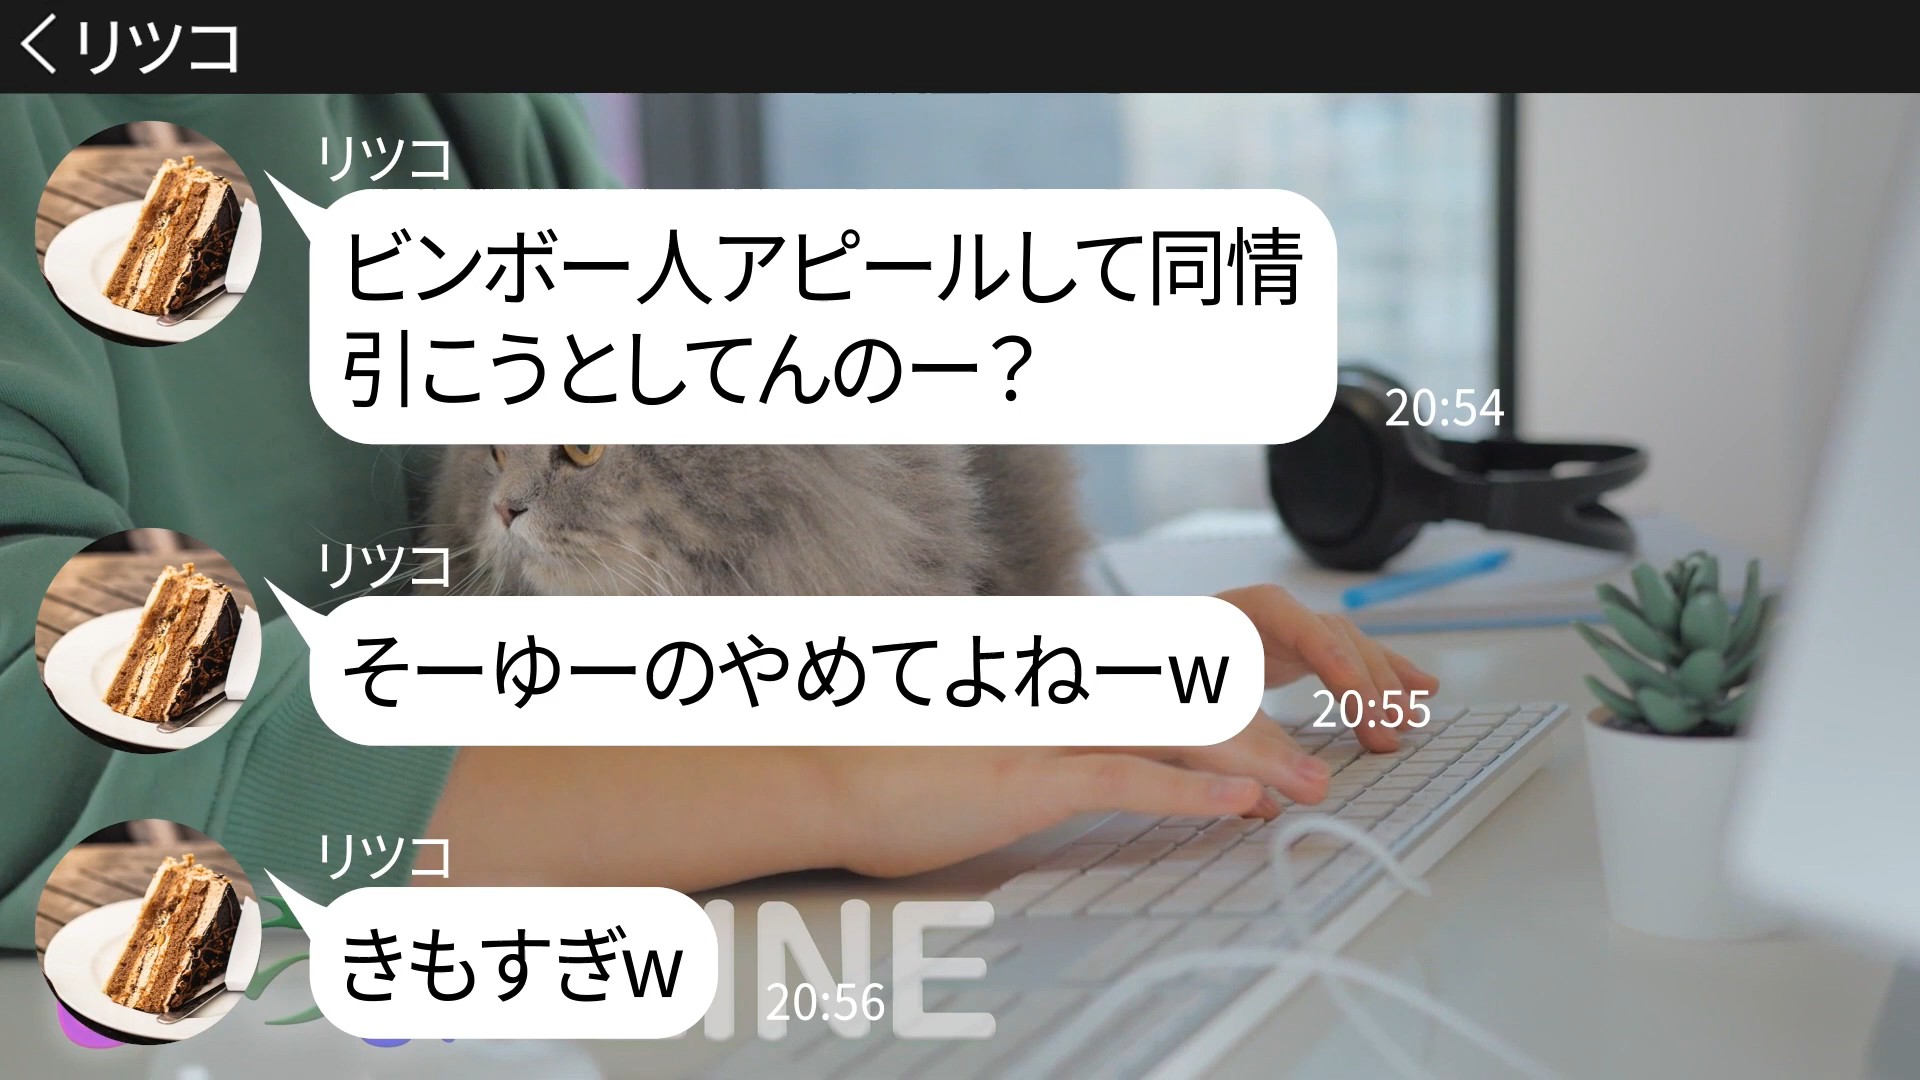 リツコ
リツコ
ビンボー人アピールして同情
引こうとしてんのー？
20:54
リツコ
そーゆーのやめてよねーw
20:55
リツコ
きもすぎw
20:56
INE